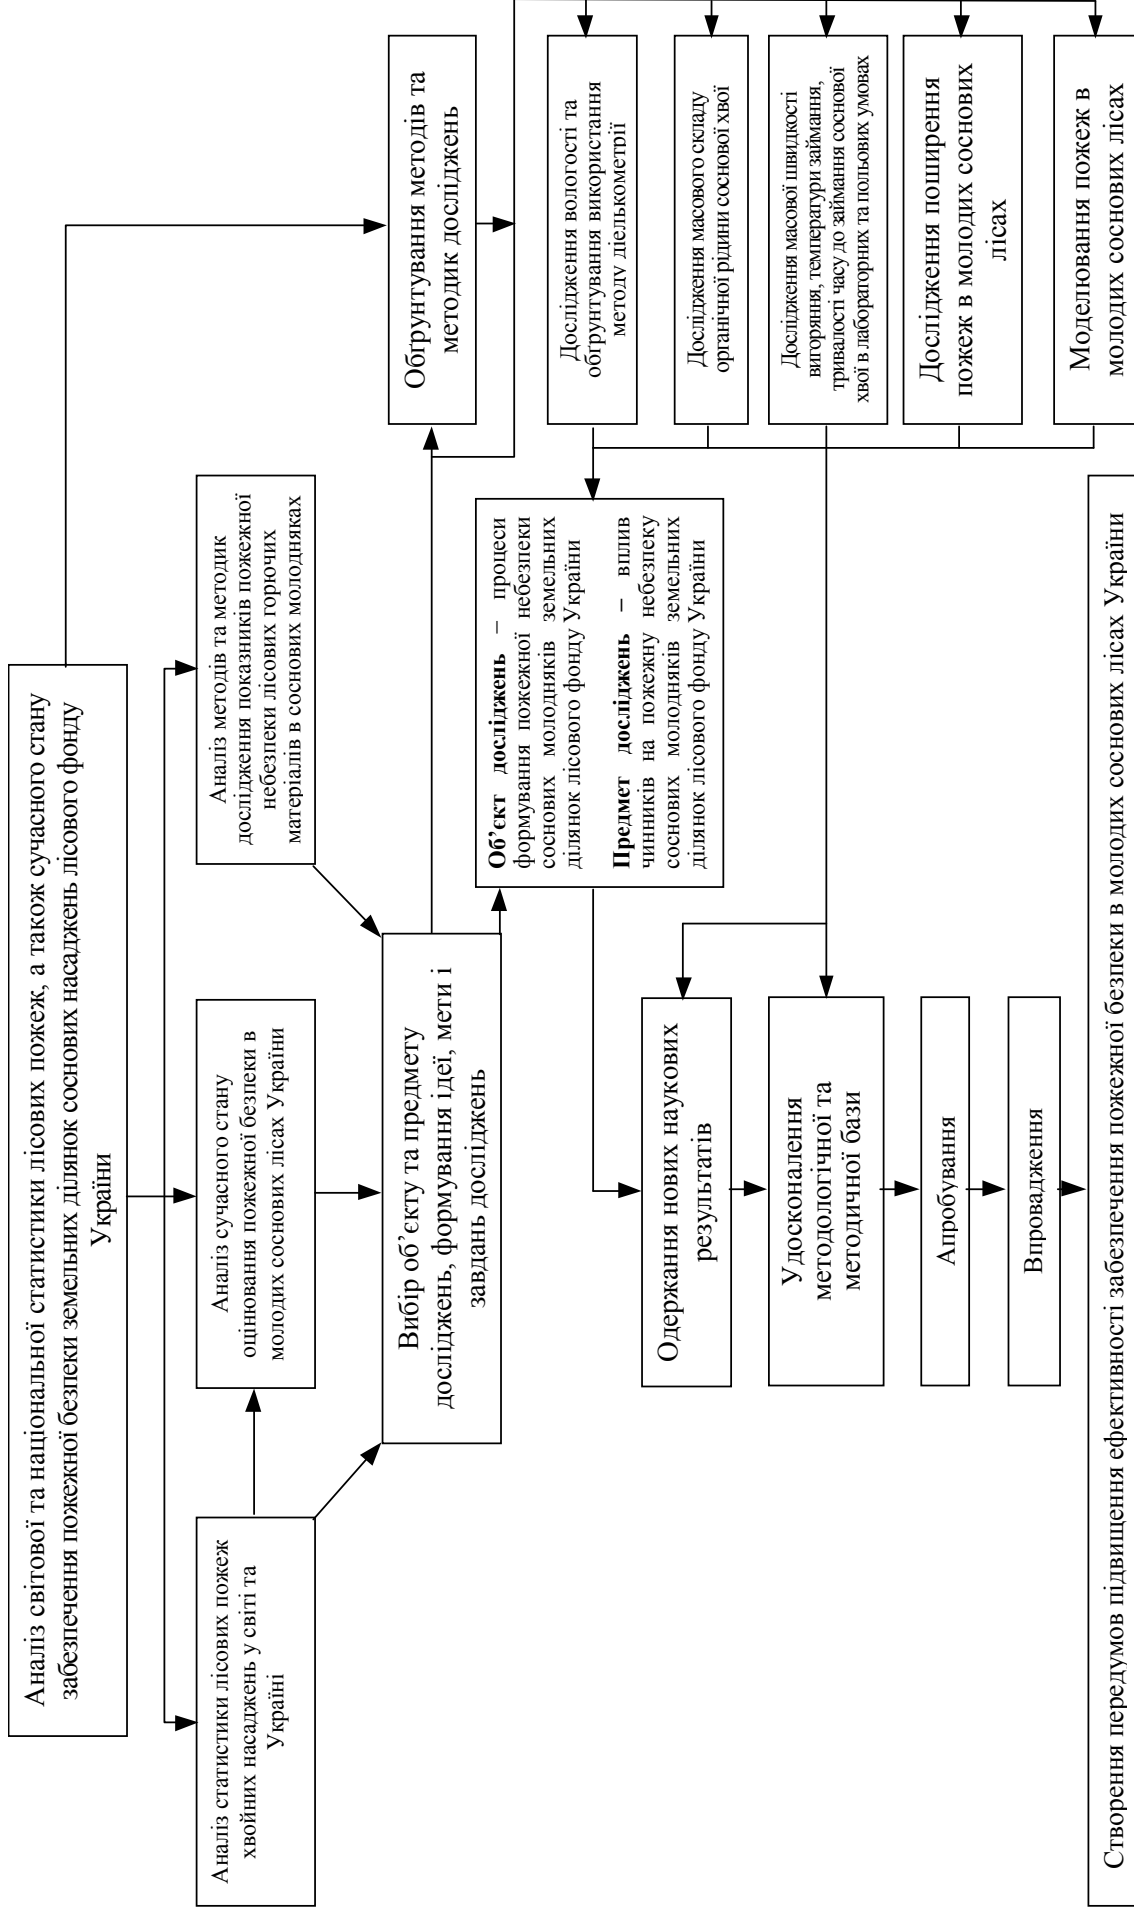 Аналіз світової та національної статистики лісових пожеж, а також сучасного стану
забезпечення пожежної безпеки земельних ділянок соснових насаджень лісового фонду
України
Аналіз статистики лісових пожеж
хвойних насаджень у світі та
Україні
Аналіз сучасного стану
оцінювання пожежної безпеки в
молодих соснових лісах України
Аналіз методів та методик
дослідження показників пожежної
небезпеки лісових горючих
матеріалів в соснових молодняках
Вибір об’єкту та предмету
досліджень, формування ідеї, мети і
завдань досліджень
Обґрунтування методів та
методик досліджень
Об’єкт досліджень – процеси
формування пожежної небезпеки
соснових молодняків земельних
ділянок лісового фонду України
Предмет досліджень – вплив
чинників на пожежну небезпеку
соснових молодняків земельних
ділянок лісового фонду України
Дослідження вологості та
обґрунтування використання
методу діелькометрії
Дослідження масового складу
органічної рідини соснової хвої
Дослідження масової швидкості
вигоряння, температури займання,
тривалості часу до займання соснової
хвої в лабораторних та польових умовах
Дослідження поширення
пожеж в молодих соснових
лісах
Моделювання пожеж в
молодих соснових лісах
Одержання нових наукових
результатів
Удосконалення
методологічної та
методичної бази
Апробування
Впровадження
Створення передумов підвищення ефективності забезпечення пожежної безпеки в молодих соснових лісах України